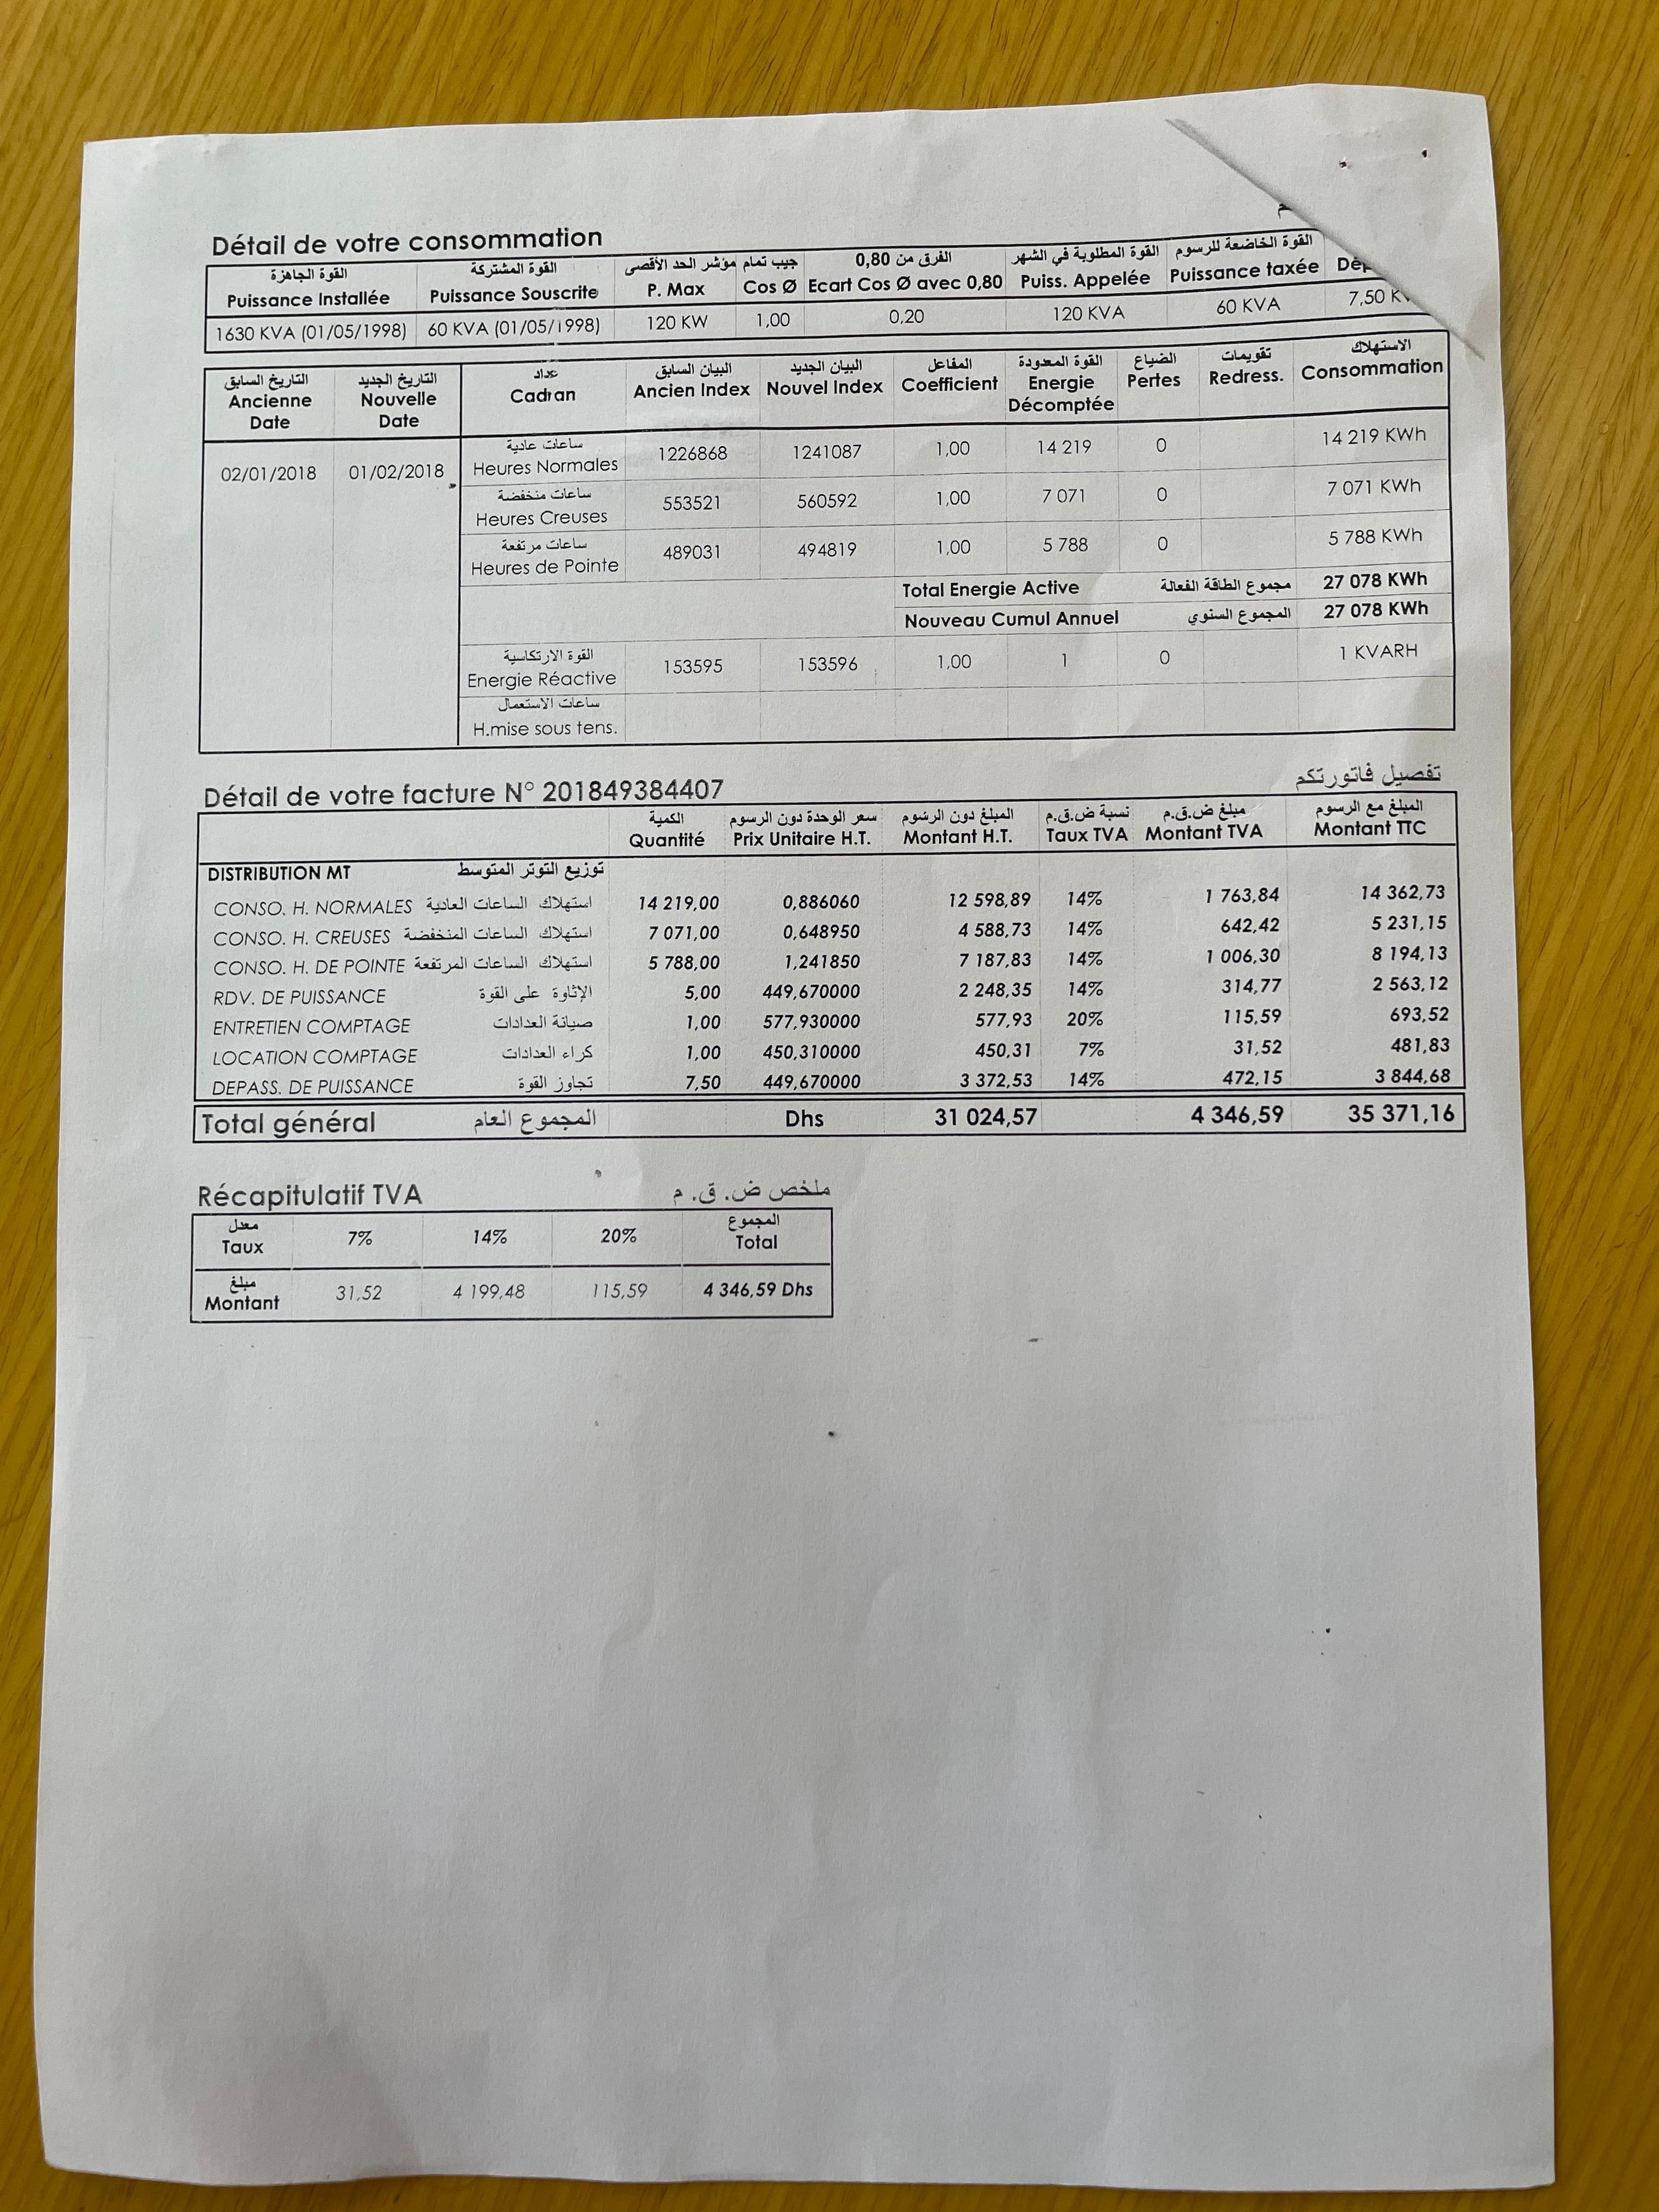 Détail de votre consommation
القوة الجاهزة القوة المشتركة مؤشر الحد الأقصى جيب تمام الفرق من 0,80 القوة المطلوبة في الشهر القوة الخاضعة للرسوم
Puissance Installée Puissance Souscrite P. Max Cos Ø Ecart Cos Ø avec 0,80 Puiss. Appelée Puissance taxée
1630 KVA (01/05/1998) 60 KVA (01/05/1998) 120 KW 1,00 0,20 120 KVA 60 KVA 7,50
التاريخ السابق التاريخ الجديد عداد البيان السابق البيان الجديد المفاعل القوة المعدودة الضياع تقويمات الاستهلاك
Ancienne Nouvelle Cadran Ancien Index Nouvel Index Coefficient Energie Pertes Redress. Consommation
Date Date Décomptée
ساعات عادية
02/01/2018 01/02/2018 Heures Normales 1226868 1241087 1,00 14 219 0 14 219 KWh
ساعات منخفضة
Heures Creuses 553521 560592 1,00 7 071 0 7 071 KWh
ساعات مرتفعة
Heures de Pointe 489031 494819 1,00 5 788 0 5 788 KWh
Total Energie Active مجموع الطاقة الفعالة 27 078 KWh
Nouveau Cumul Annuel المجموع السنوي 27 078 KWh
القوة الارتكاسية
Energie Réactive 153595 153596 1,00 1 0 1 KVARH
ساعات الاستعمال
H.mise sous tens.
Détail de votre facture N° 201849384407 تفصيل فاتورتكم
الكمية سعر الوحدة دون الرسوم المبلغ دون الرسوم نسبة ض.ق.م مبلغ ض.ق.م المبلغ مع الرسوم
Quantité Prix Unitaire H.T. Montant H.T. Taux TVA Montant TVA Montant TTC
DISTRIBUTION MT توزيع التوتر المتوسط
CONSO. H. NORMALES استهلاك الساعات العادية 14 219,00 0,886060 12 598,89 14% 1 763,84 14 362,73
CONSO. H. CREUSES استهلاك الساعات المنخفضة 7 071,00 0,648950 4 588,73 14% 642,42 5 231,15
CONSO. H. DE POINTE استهلاك الساعات المرتفعة 5 788,00 1,241850 7 187,83 14% 1 006,30 8 194,13
RDV. DE PUISSANCE الإتاوة على القوة 5,00 449,670000 2 248,35 14% 314,77 2 563,12
ENTRETIEN COMPTAGE صيانة العدادات 1,00 577,930000 577,93 20% 115,59 693,52
LOCATION COMPTAGE كراء العدادات 1,00 450,310000 450,31 7% 31,52 481,83
DEPASS. DE PUISSANCE تجاوز القوة 7,50 449,670000 3 372,53 14% 472,15 3 844,68
Total général المجموع العام Dhs 31 024,57 4 346,59 35 371,16
Récapitulatif TVA ملخص ض. ق. م
معدل المجموع
Taux 7% 14% 20% Total
مبلغ
Montant 31,52 4 199,48 115,59 4 346,59 Dhs